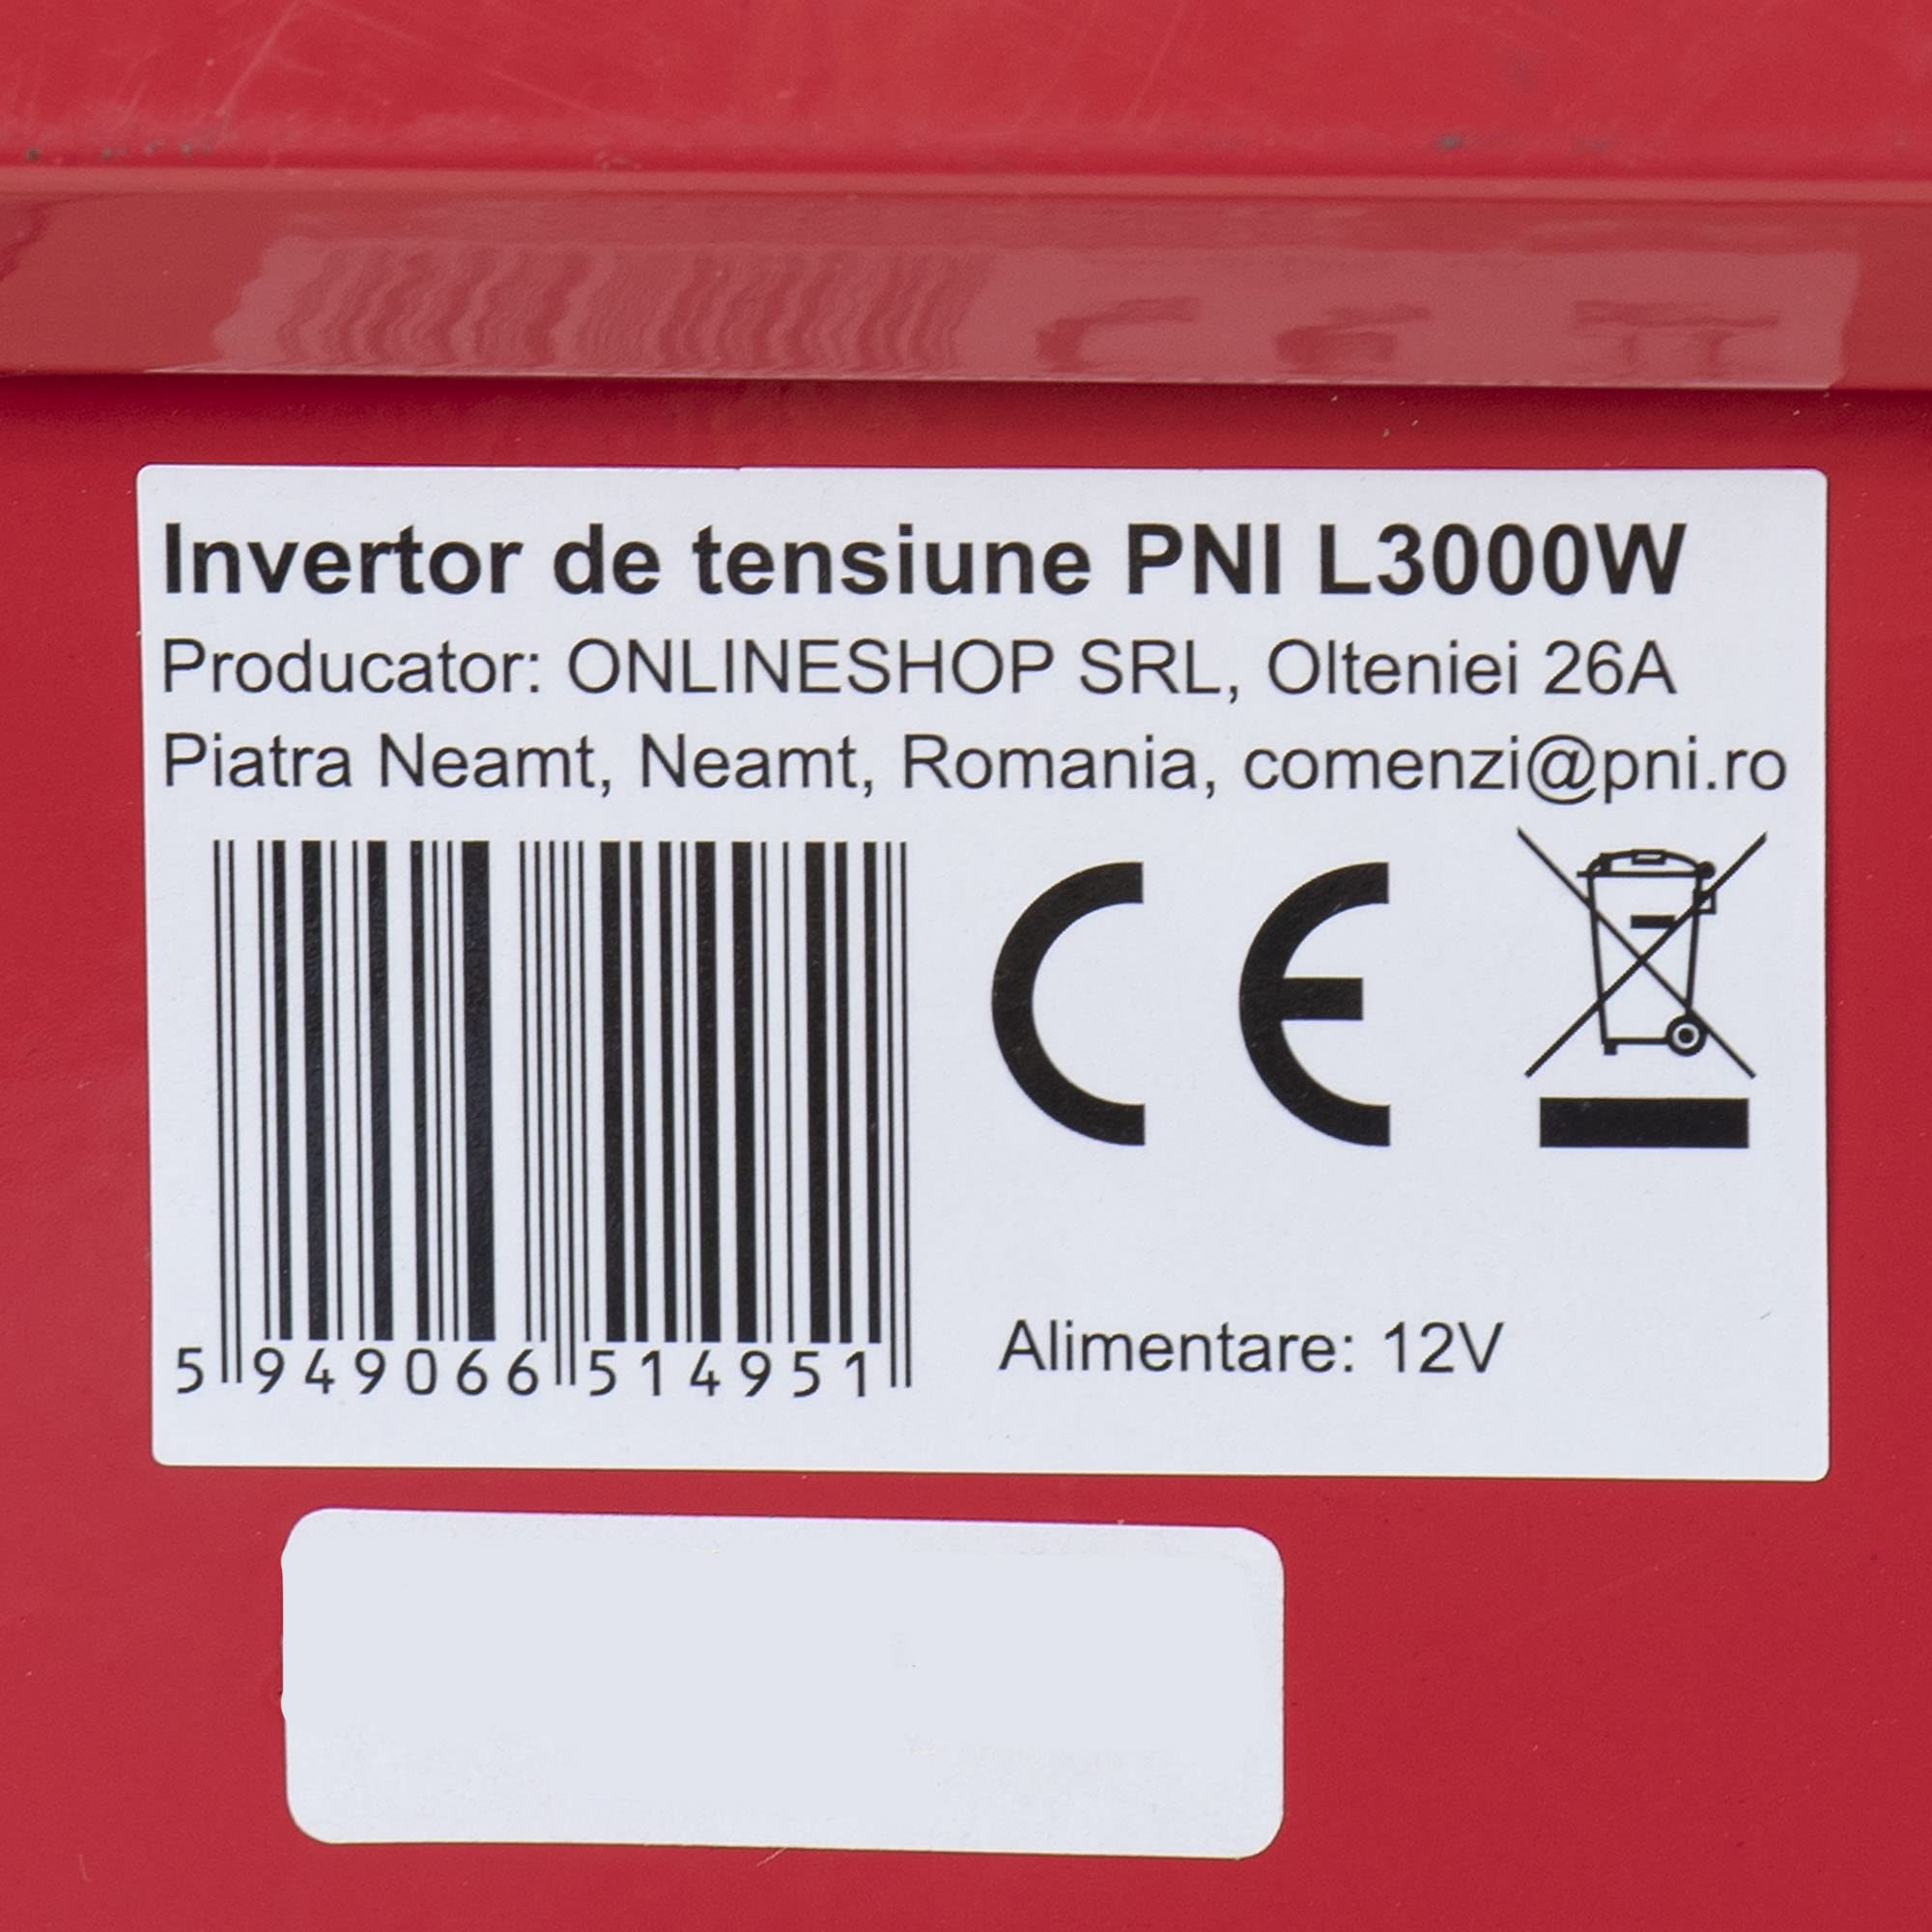 Invertor de tensiune PNI L3000W
Producator: ONLINESHOP SRL, Olteniei 26A
Piatra Neamt, Neamt, Romania, comenzi@pni.ro
CE
Alimentare: 12V
5 949066 514951